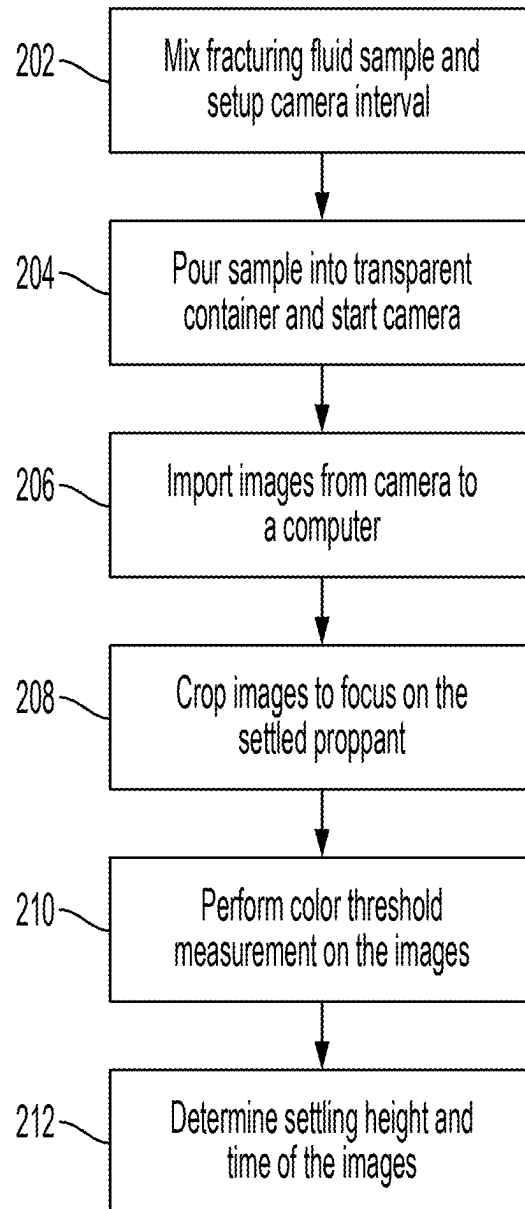 202
Mix fracturing fluid sample and
setup camera interval
204
Pour sample into transparent
container and start camera
206
Import images from camera to
a computer
208
Crop images to focus on the
settled proppant
210
Perform color threshold
measurement on the images
212
Determine settling height and
time of the images